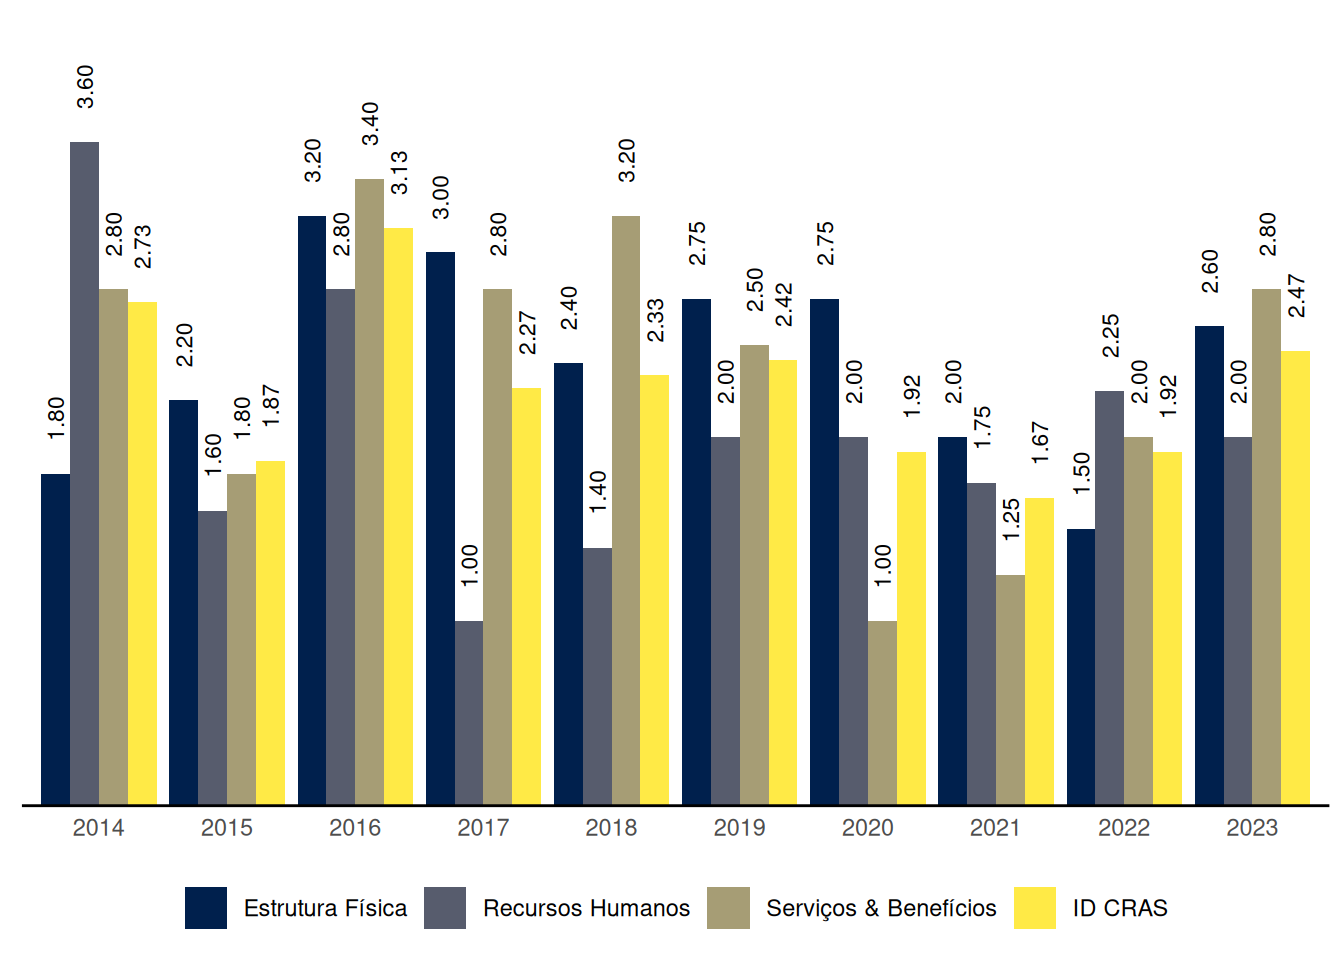 1.80 3.60 2.80 2.73 2.20 1.60 1.80 1.87 3.20 2.80 3.40 3.13 3.00 1.00 2.80 2.27 2.40 1.40 3.20 2.33 2.75 2.00 2.50 2.42 2.75 2.00 1.00 1.92 2.00 1.75 1.25 1.67 1.50 2.25 2.00 1.92 2.60 2.00 2.80 2.47
2014 2015 2016 2017 2018 2019 2020 2021 2022 2023
Estrutura Física Recursos Humanos Serviços & Benefícios ID CRAS